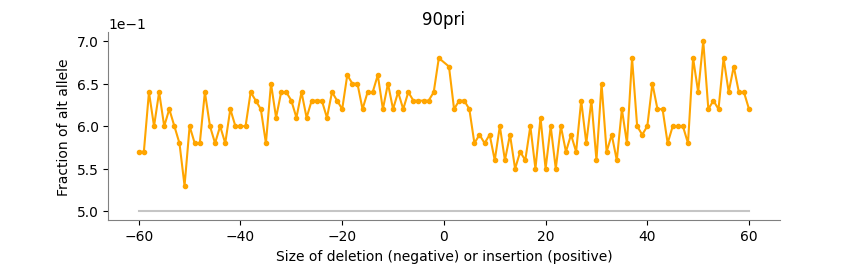 90pri
1e−1
7.0
6.5
6.0
5.5
5.0
Fraction of alt allele
−60 −40 −20 0 20 40 60
Size of deletion (negative) or insertion (positive)